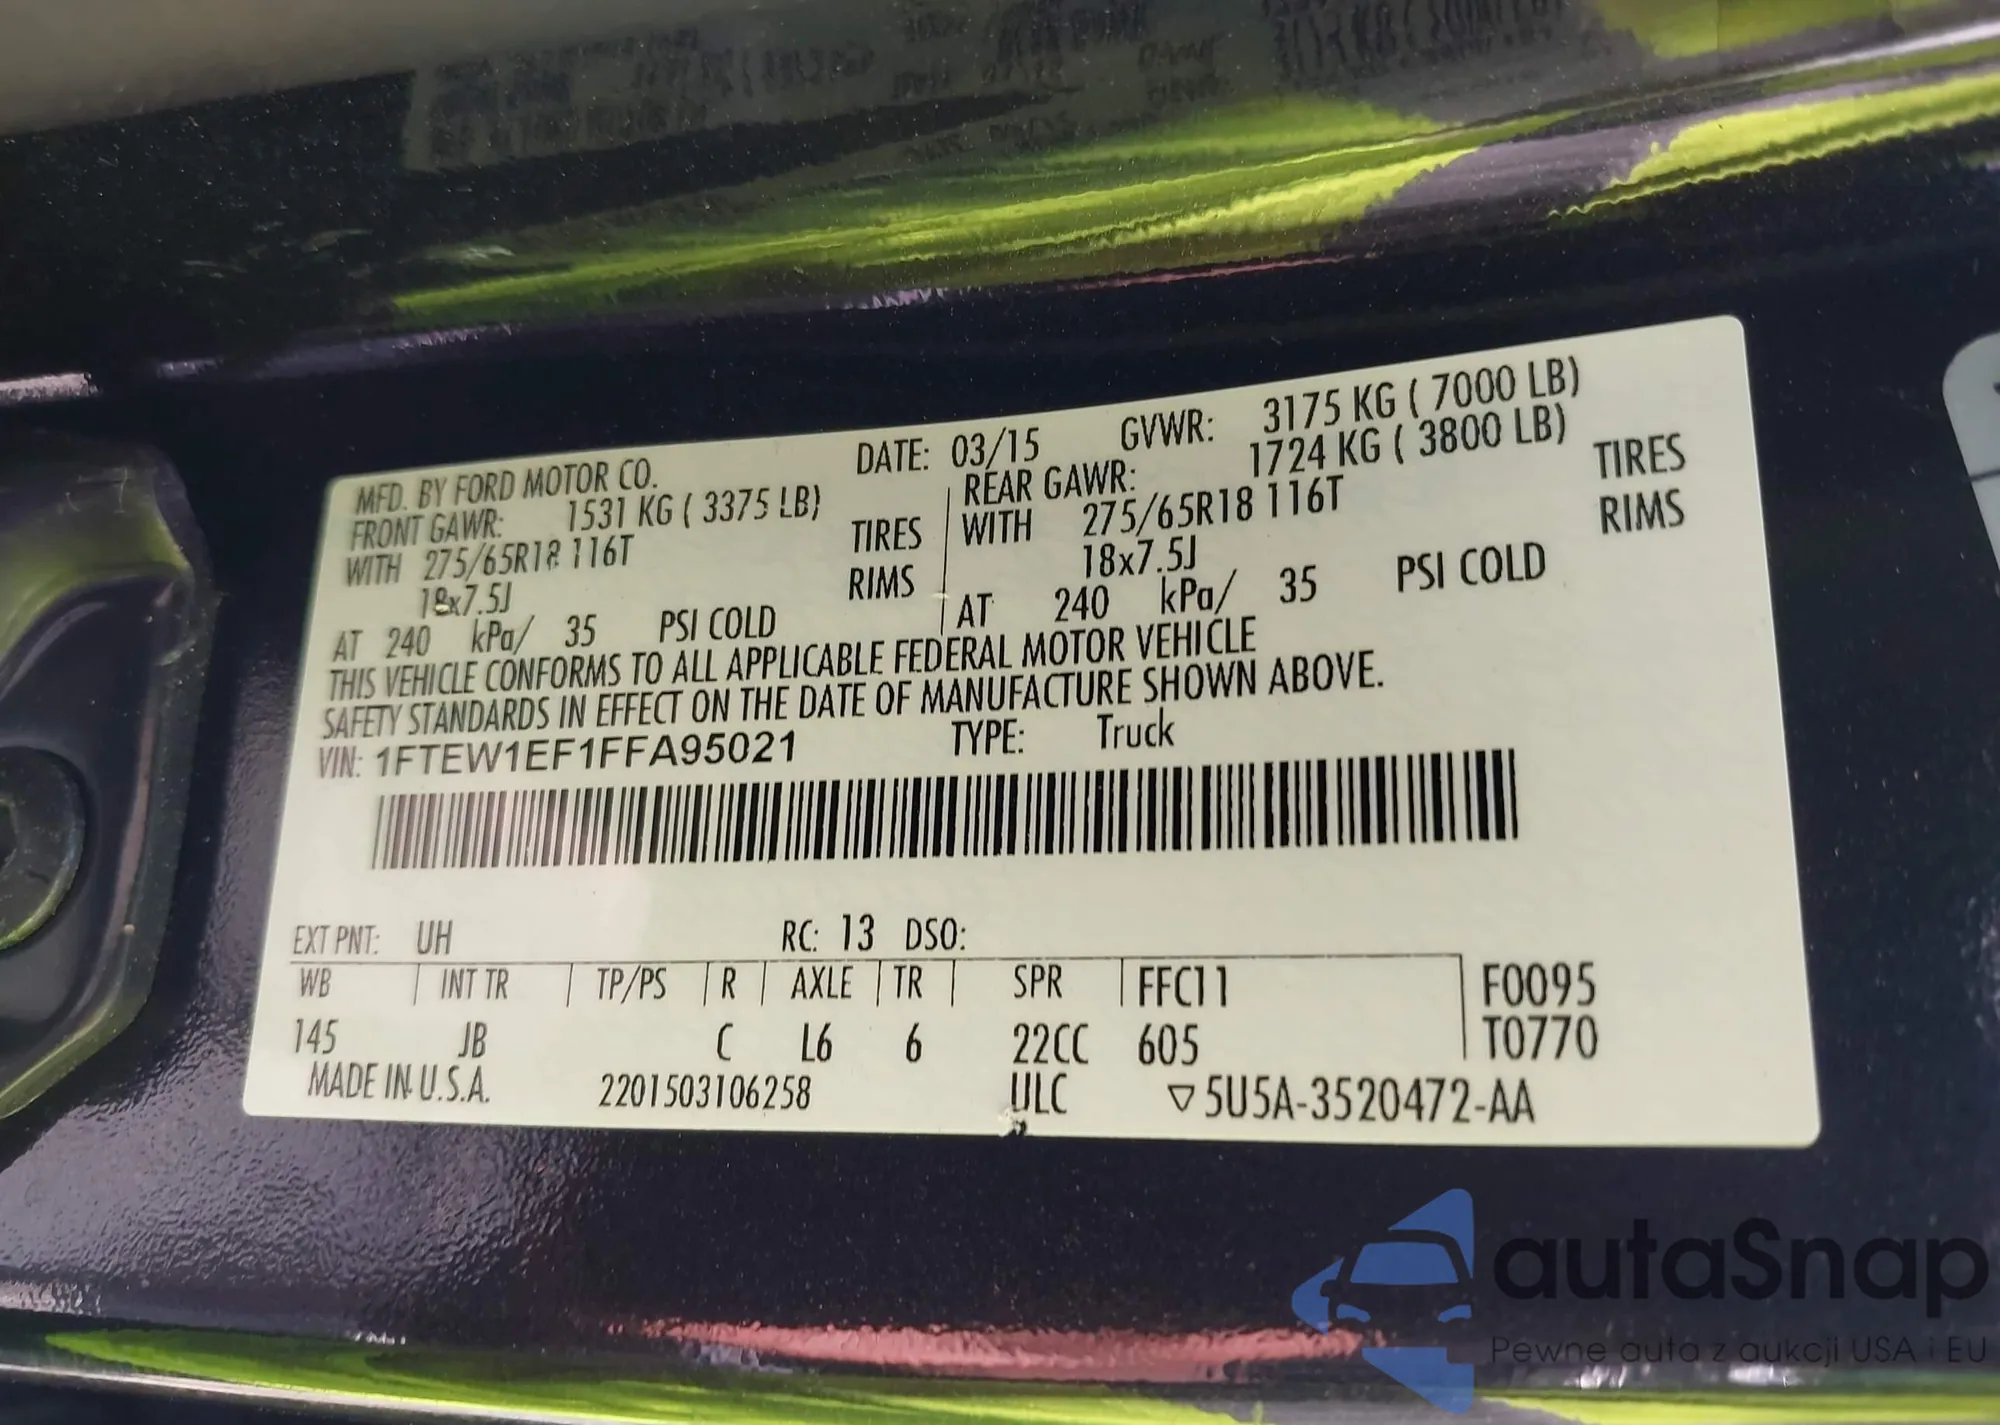 MFD. BY FORD MOTOR CO. DATE: 03/15 GVWR: 3175 KG ( 7000 LB)
FRONT GAWR: 1531 KG ( 3375 LB) REAR GAWR: 1724 KG ( 3800 LB)
WITH 275/65R18 116T TIRES WITH 275/65R18 116T TIRES
18x7.5J RIMS 18x7.5J RIMS
AT 240 kPa/ 35 PSI COLD AT 240 kPa/ 35 PSI COLD
THIS VEHICLE CONFORMS TO ALL APPLICABLE FEDERAL MOTOR VEHICLE
SAFETY STANDARDS IN EFFECT ON THE DATE OF MANUFACTURE SHOWN ABOVE.
VIN: 1FTEW1EF1FFA95021 TYPE: Truck
EXT PNT: UH RC: 13 DSO:
WB INT TR TP/PS R AXLE TR SPR FFC11 F0095
145 JB C L6 6 22CC 605 T0770
MADE IN U.S.A. 2201503106258 ULC ▽5U5A-3520472-AA
autaSnap
Pewne auta z aukcji USA i EU